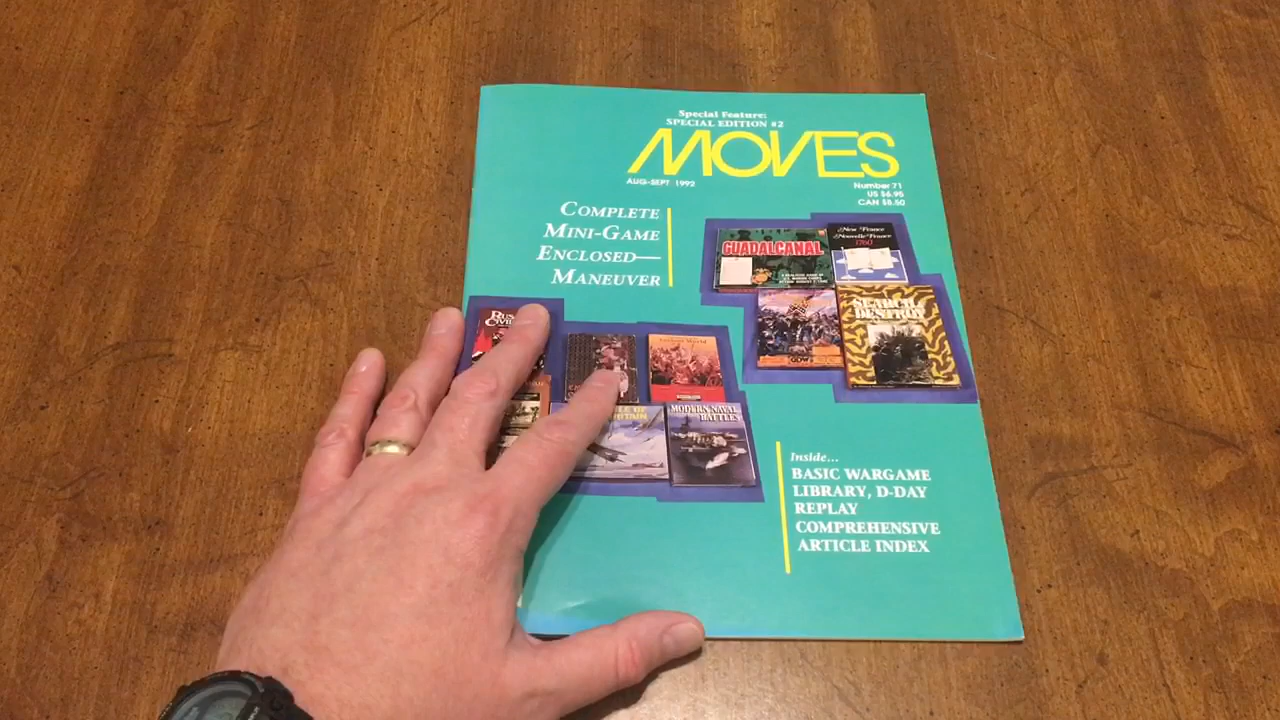 Special Feature:
SPECIAL EDITION #2
MOVES
AUG-SEPT 1992
Number 71
US $6.95
CAN $8.50
COMPLETE
MINI-GAME
ENCLOSED—
MANEUVER
GUADALCANAL
New France
Nouvelle France
1760
SEARCH &
DESTROY
GDW
MODERN NAVAL
BATTLES
Inside...
BASIC WARGAME
LIBRARY, D-DAY
REPLAY
COMPREHENSIVE
ARTICLE INDEX